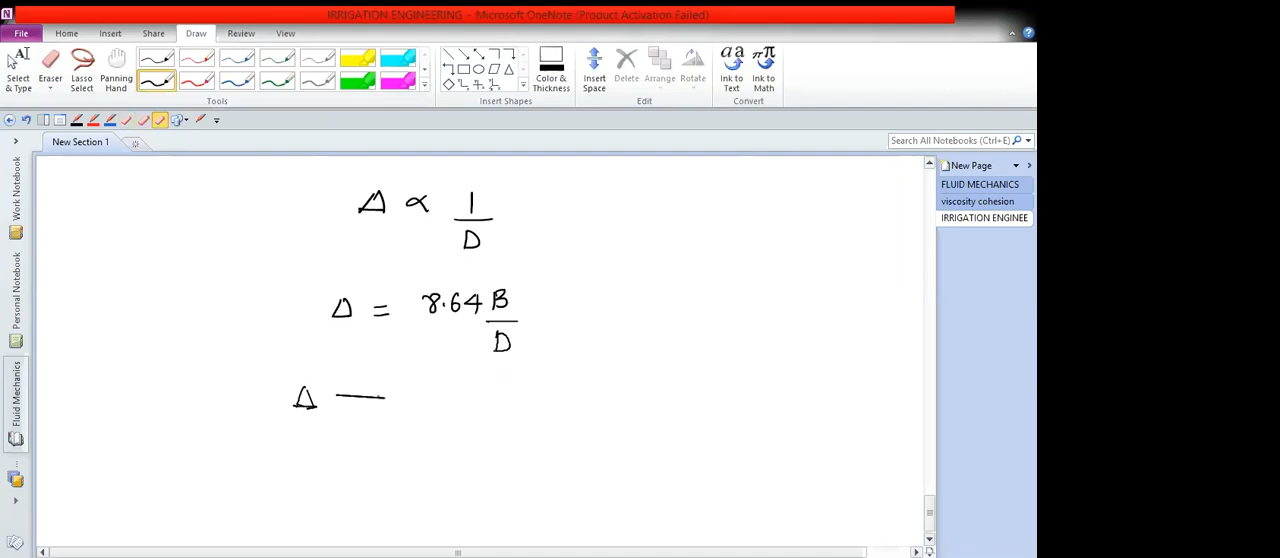 IRRIGATION ENGINEERING - Microsoft OneNote (Product Activation Failed)
File Home Insert Share Draw Review View
Select & Type
Eraser
Lasso Select
Panning Hand
Color & Thickness
Insert Space
Delete
Arrange
Rotate
Ink to Text
Ink to Math
Tools
Insert Shapes
Edit
Convert
New Section 1
Search All Notebooks (Ctrl+E)
New Page
FLUID MECHANICS
viscosity cohesion
IRRIGATION ENGINEE
Work Notebook
Personal Notebook
Fluid Mechanics
Δ ∝ 1/D
Δ = 8.64 B/D
Δ —